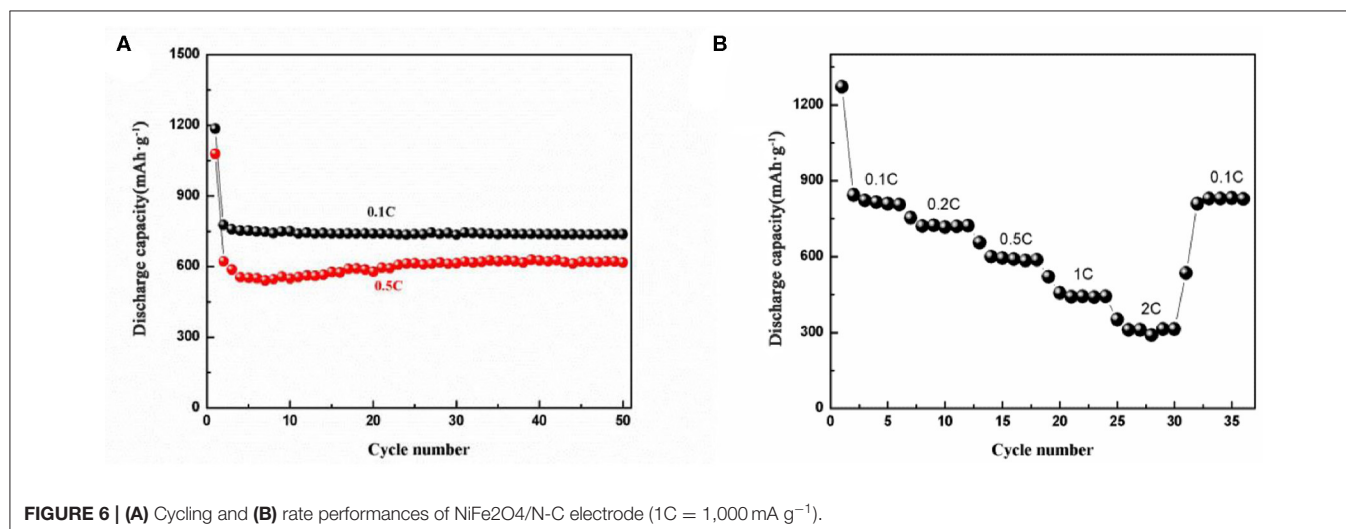 A
1500
1200
900
600
300
0
Discharge capacity(mAh·g⁻¹)
0.1C
0.5C
0 10 20 30 40 50
Cycle number
B
1200
900
600
300
0
Discharge capacity(mAh·g⁻¹)
0.1C
0.2C
0.5C
1C
2C
0.1C
0 5 10 15 20 25 30 35
Cycle number
FIGURE 6 | (A) Cycling and (B) rate performances of NiFe2O4/N-C electrode (1C = 1,000 mA g⁻¹).